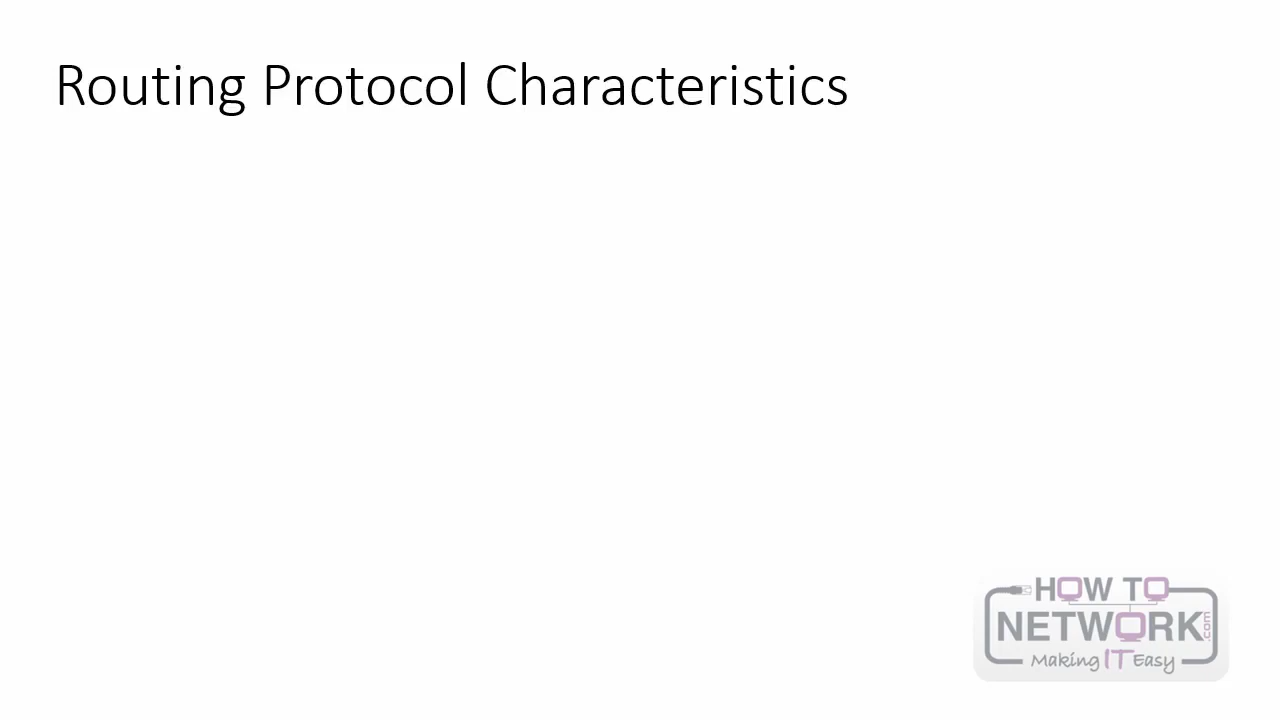 Routing Protocol Characteristics
HOW TO
NETWORK.com
Making IT Easy